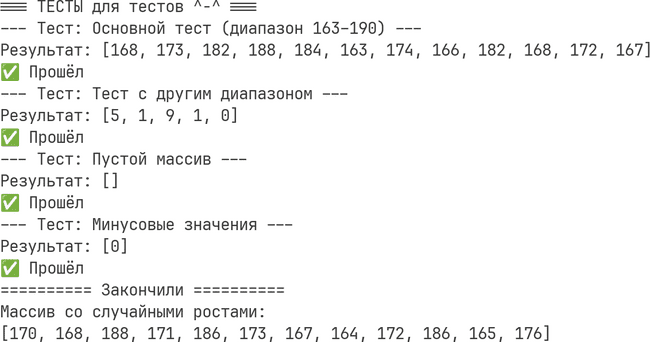 === ТЕСТЫ для тестов ^-^ ===
--- Тест: Основной тест (диапазон 163-190) ---
Результат: [168, 173, 182, 188, 184, 163, 174, 166, 182, 168, 172, 167]
✅ Прошёл
--- Тест: Тест с другим диапазоном ---
Результат: [5, 1, 9, 1, 0]
✅ Прошёл
--- Тест: Пустой массив ---
Результат: []
✅ Прошёл
--- Тест: Минусовые значения ---
Результат: [0]
✅ Прошёл
========== Закончили ==========
Массив со случайными ростами:
[170, 168, 188, 171, 186, 173, 167, 164, 172, 186, 165, 176]